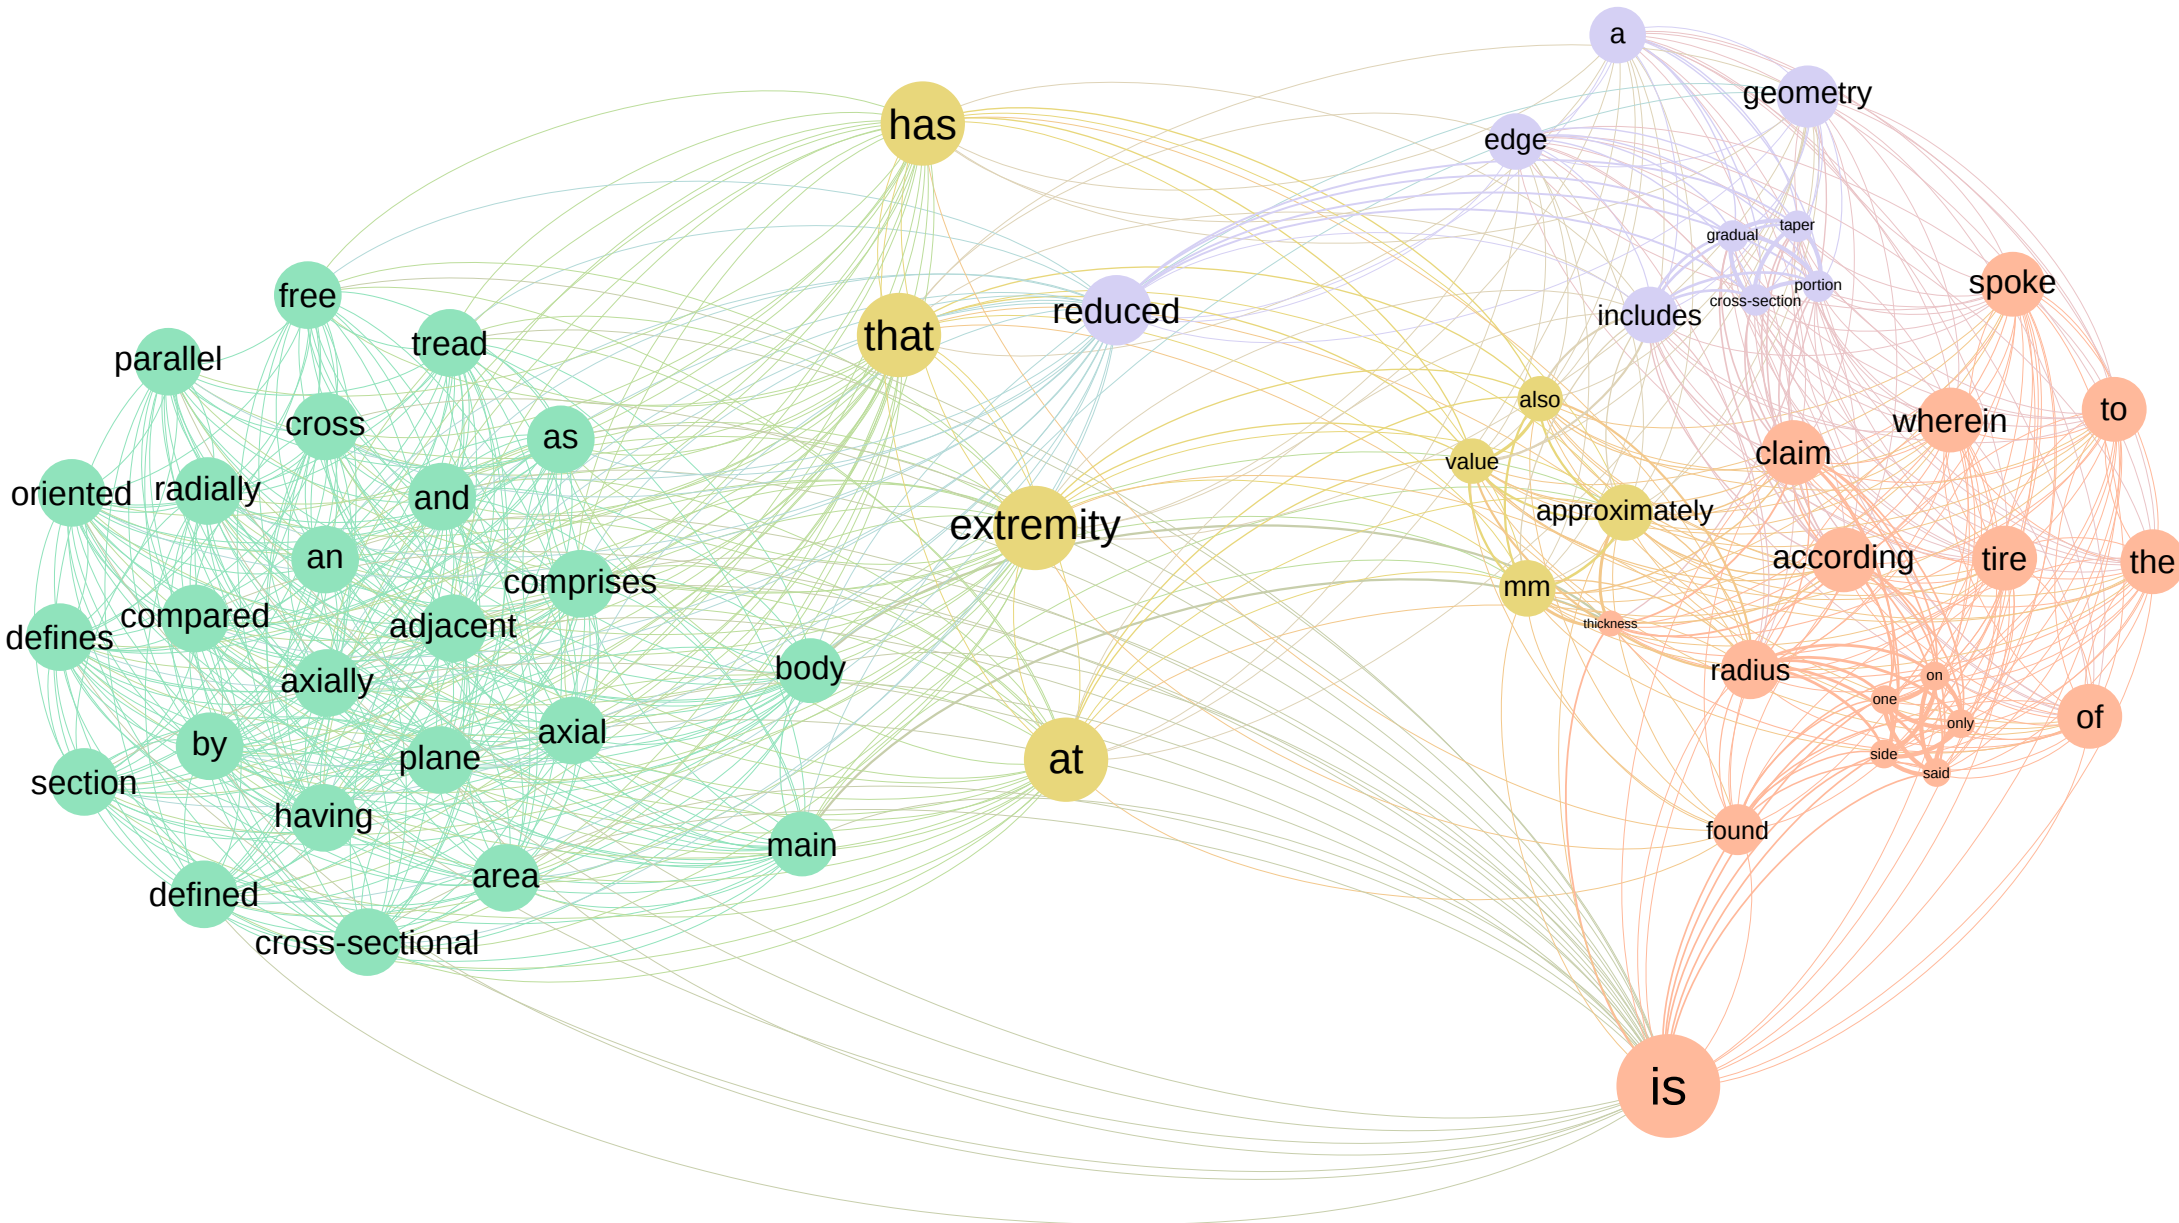 a
geometry
has
edge
taper
gradual
spoke
free
portion
cross-section
reduced
includes
that
tread
parallel
also
to
cross
wherein
as
claim
value
oriented
radially
and
approximately
extremity
an
according
tire
the
comprises
mm
compared
adjacent
thickness
defines
body
radius
on
axially
one
of
only
axial
by
plane
at
side
said
section
having
found
main
area
defined
cross-sectional
is